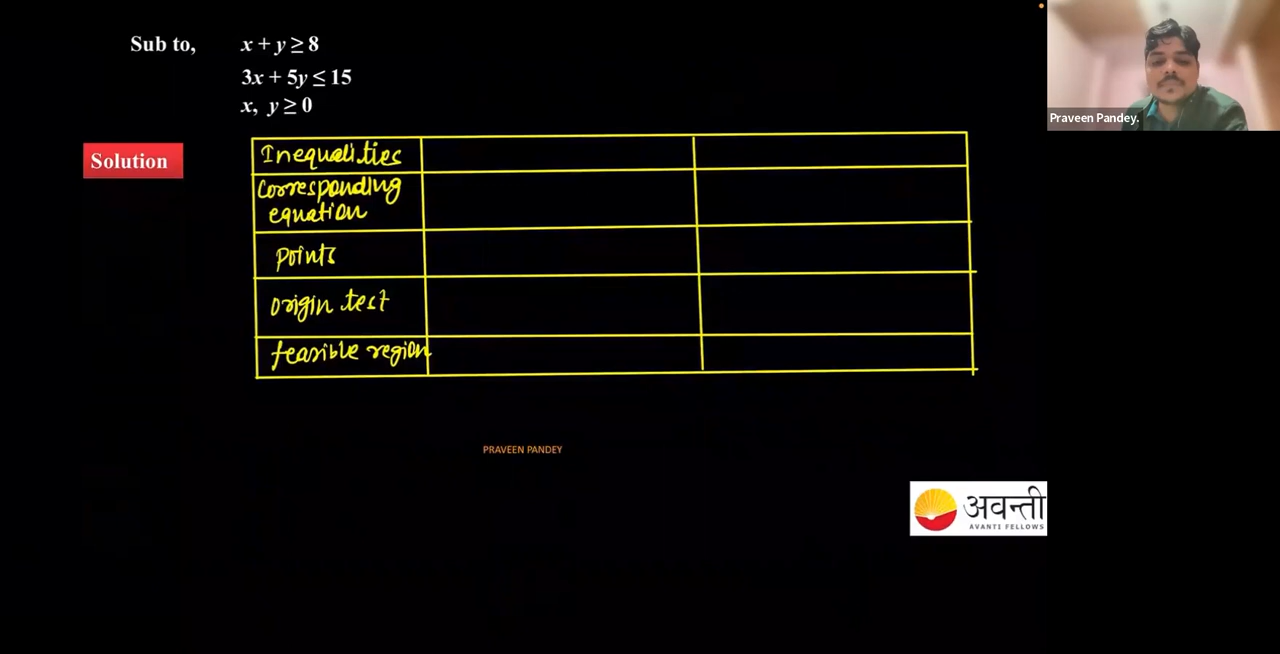 Sub to, x + y ≥ 8
3x + 5y ≤ 15
x, y ≥ 0
Praveen Pandey.
Solution
Inequalities
Corresponding
equation
Points
origin test
feasible region
PRAVEEN PANDEY
अवन्ती
AVANTI FELLOWS